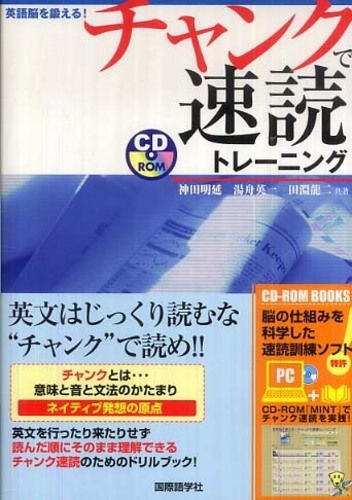 英語脳を鍛える！
チャンクで
速読
トレーニング
CD
ROM
神田明延　湯舟英一　田淵龍二 共著
英文はじっくり読むな
“チャンク”で読め!!
チャンクとは…
意味と音と文法のかたまり
ネイティブ発想の原点
英文を行ったり来たりせず
読んだ順にそのまま理解できる
チャンク速読のためのドリルブック！
国際語学社
CD-ROM BOOKS
脳の仕組みを
科学した
速読訓練ソフト
特許
PC
+
CD-ROM「MINT」で
チャンク速読を実践！